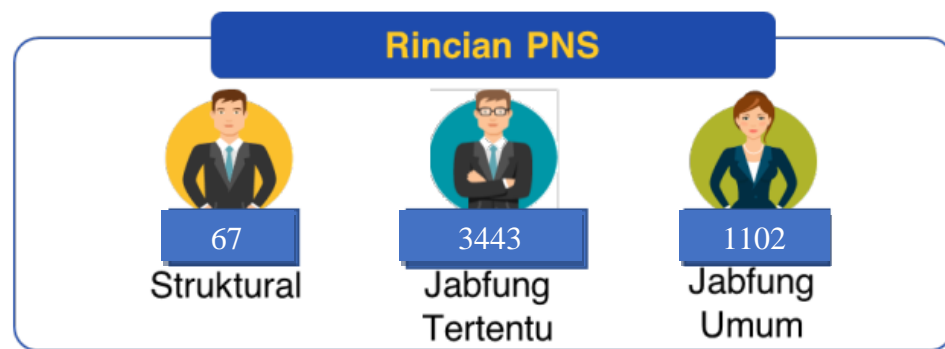 Rincian PNS
67
Struktural
3443
Jabfung
Tertentu
1102
Jabfung
Umum